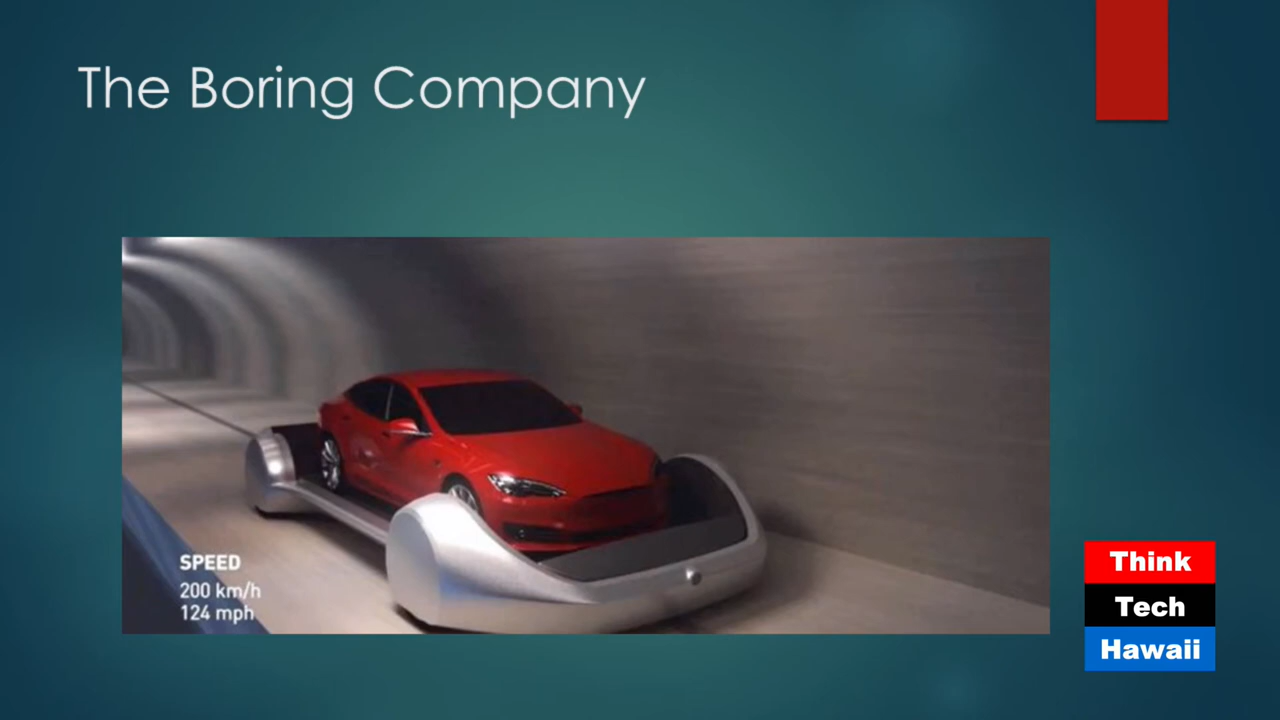 The Boring Company
SPEED
200 km/h
124 mph
Think
Tech
Hawaii